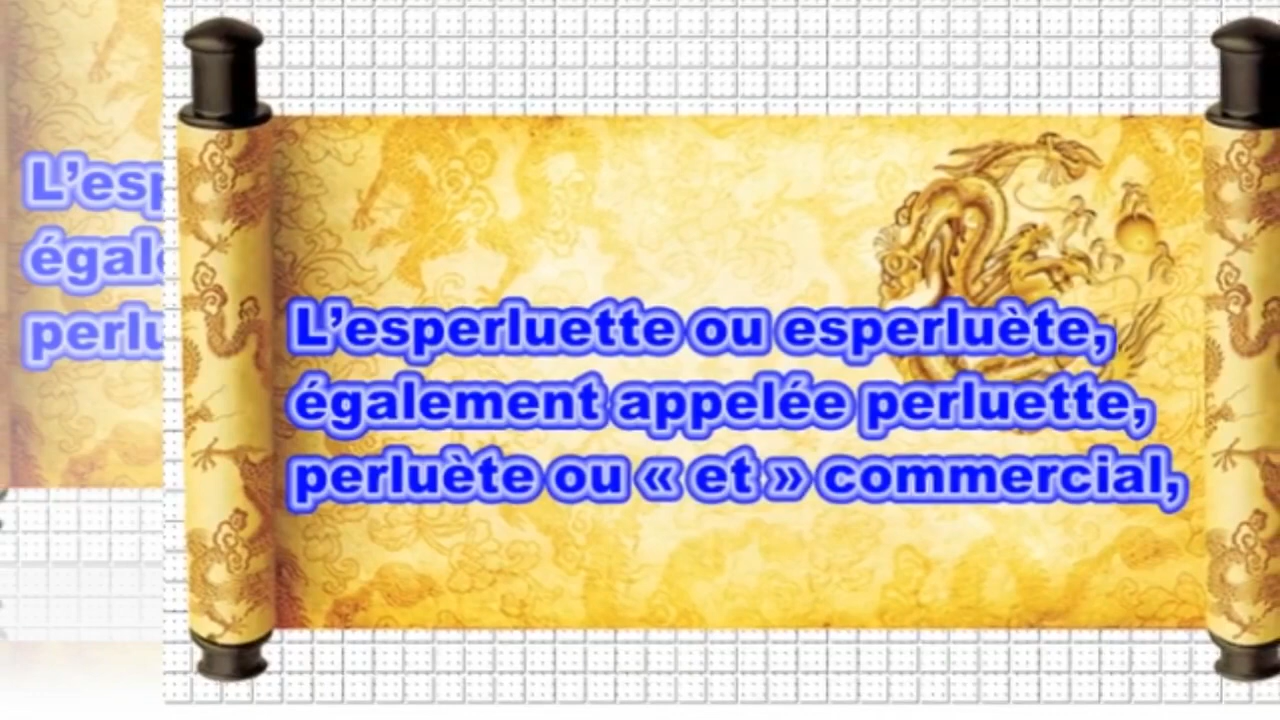 L’esperluette ou esperluète,
également appelée perluette,
perluète ou « et » commercial,